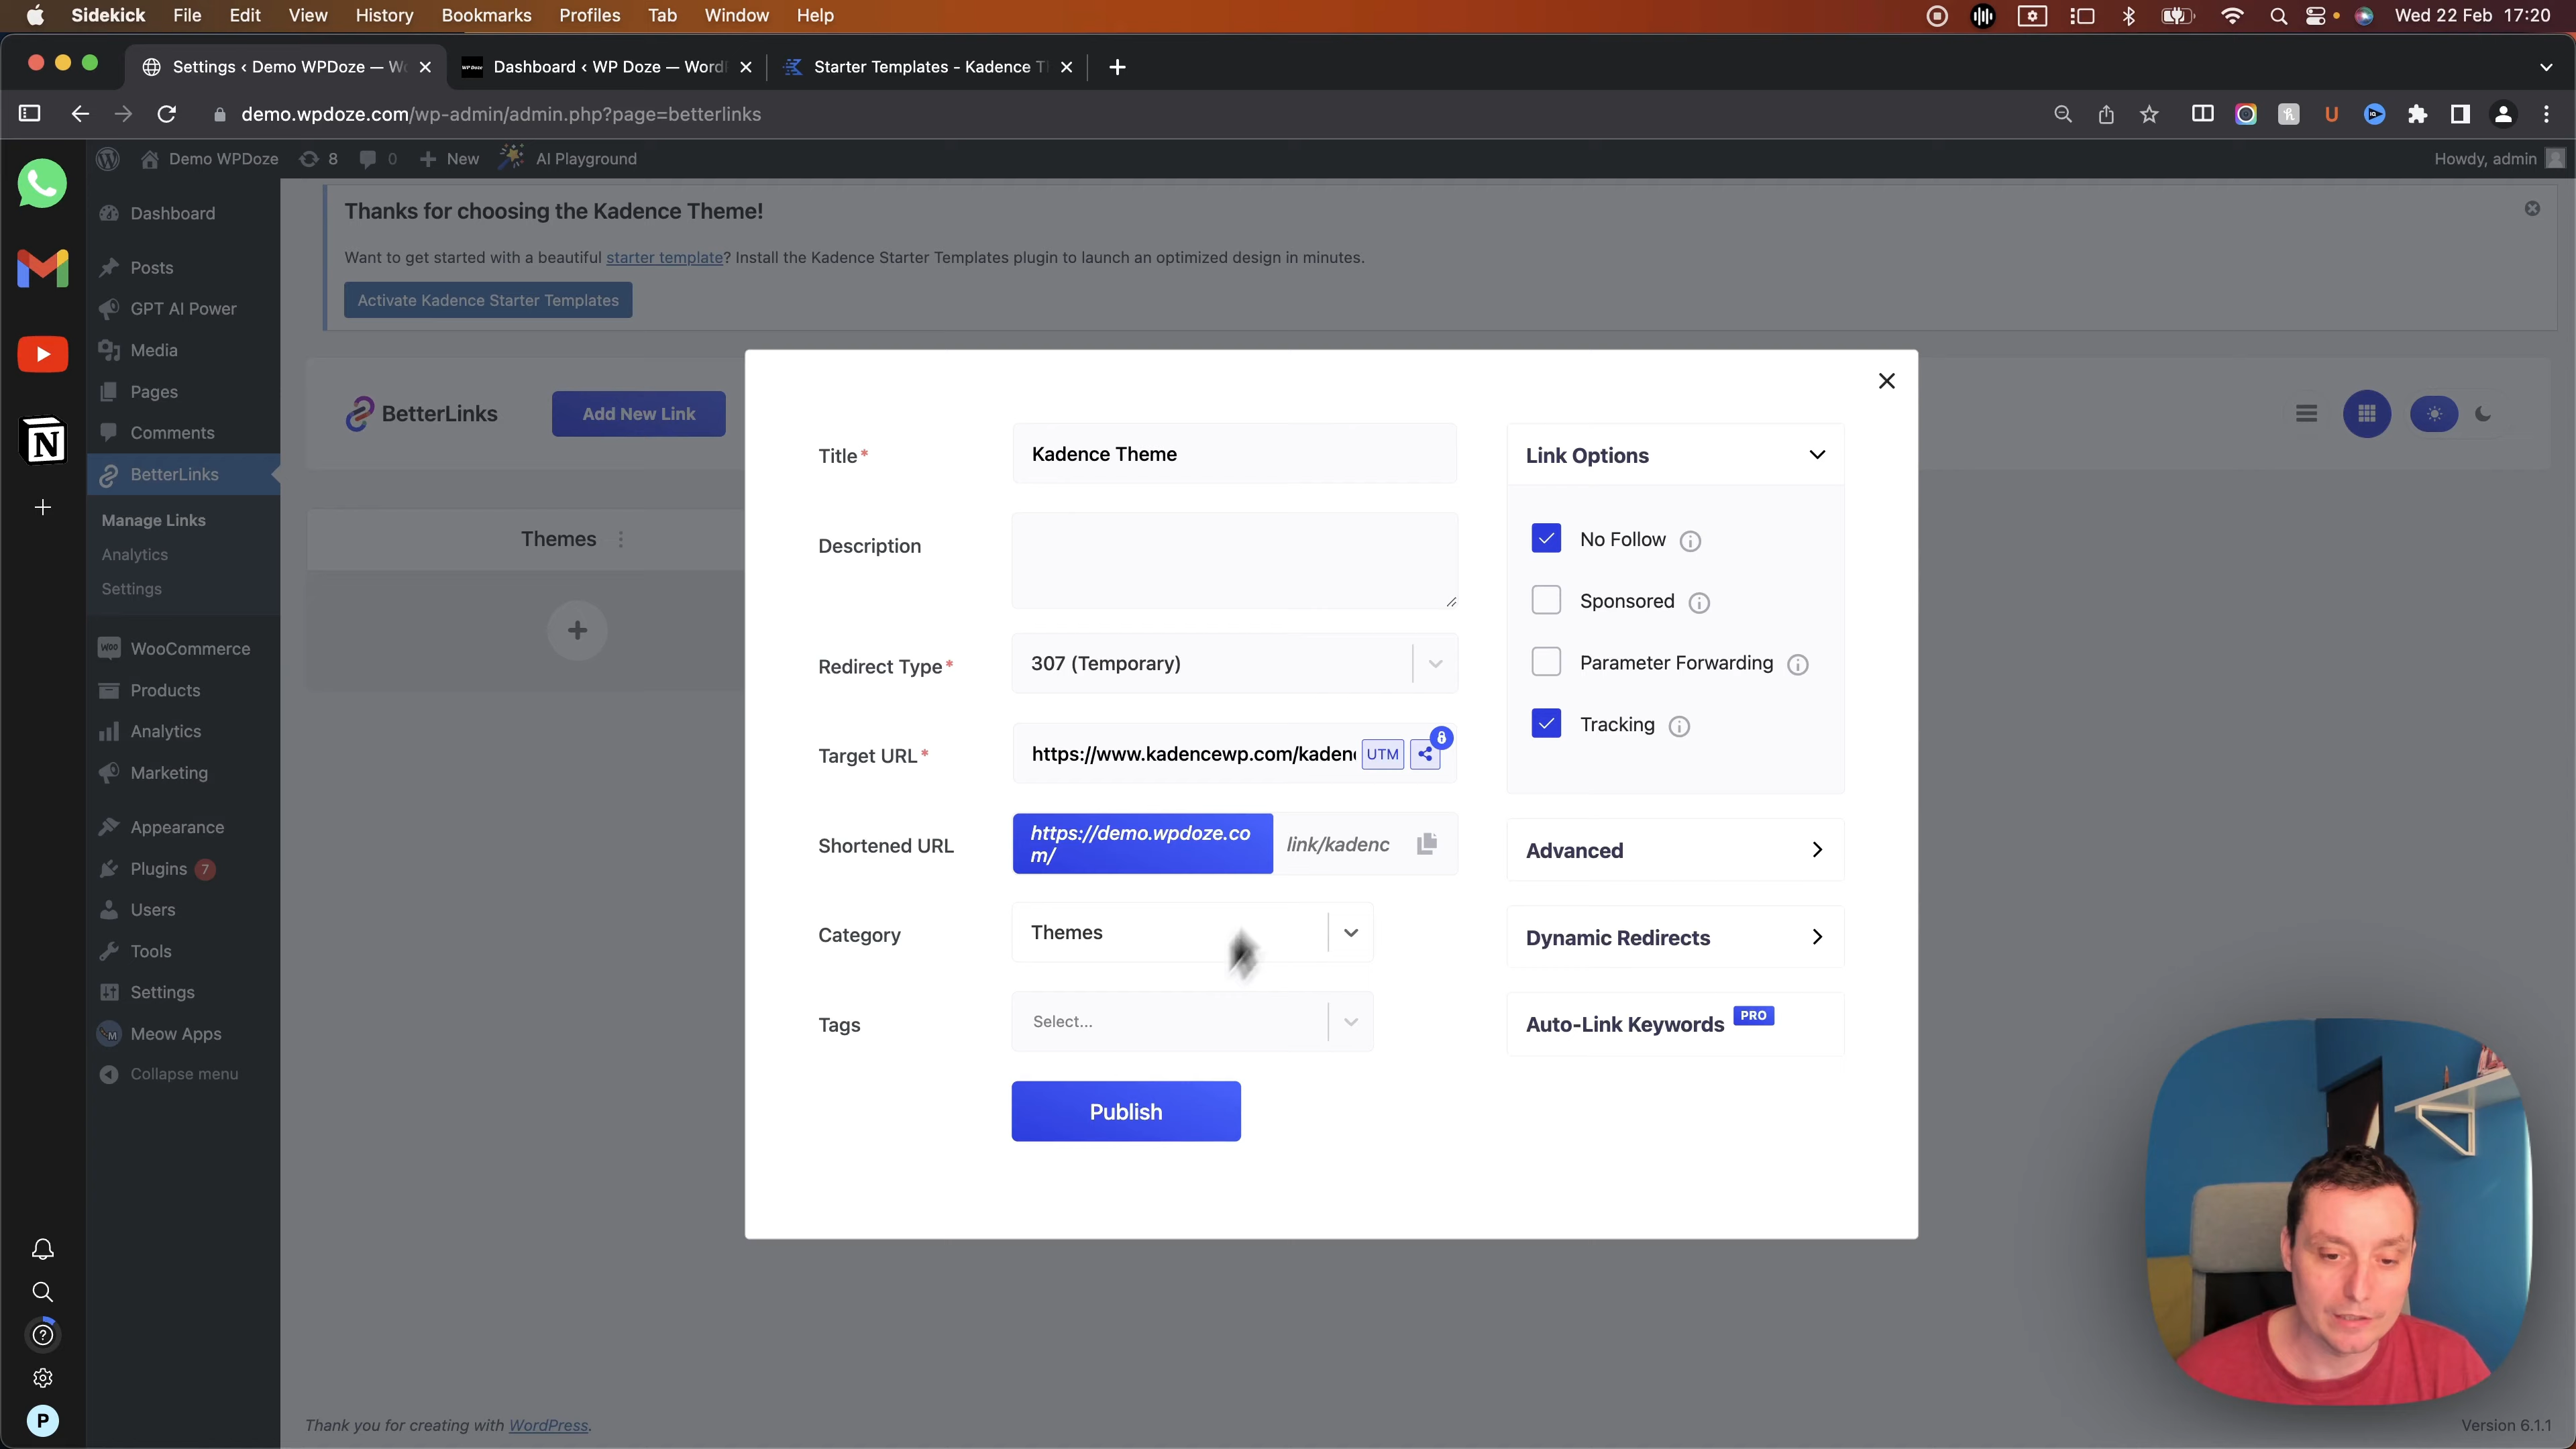 Sidekick File Edit View History Bookmarks Profiles Tab Window Help Wed 22 Feb 17:20
Settings ‹ Demo WPDoze — Wo Dashboard ‹ WP Doze — Word Starter Templates - Kadence T
demo.wpdoze.com/wp-admin/admin.php?page=betterlinks
Demo WPDoze 8 0 New AI Playground Howdy, admin
Dashboard
Posts
GPT AI Power
Media
Pages
Comments
BetterLinks
Manage Links
Analytics
Settings
WooCommerce
Products
Analytics
Marketing
Appearance
Plugins 7
Users
Tools
Settings
Meow Apps
Collapse menu
P
Thanks for choosing the Kadence Theme!
Want to get started with a beautiful starter template? Install the Kadence Starter Templates plugin to launch an optimized design in minutes.
Activate Kadence Starter Templates
BetterLinks Add New Link
Themes
Title* Kadence Theme
Description
Redirect Type* 307 (Temporary)
Target URL* https://www.kadencewp.com/kaden UTM
Shortened URL https://demo.wpdoze.co
m/ link/kadenc
Category Themes
Tags Select...
Publish
Link Options
No Follow
Sponsored
Parameter Forwarding
Tracking
Advanced
Dynamic Redirects
Auto-Link Keywords PRO
Thank you for creating with WordPress.
Version 6.1.1